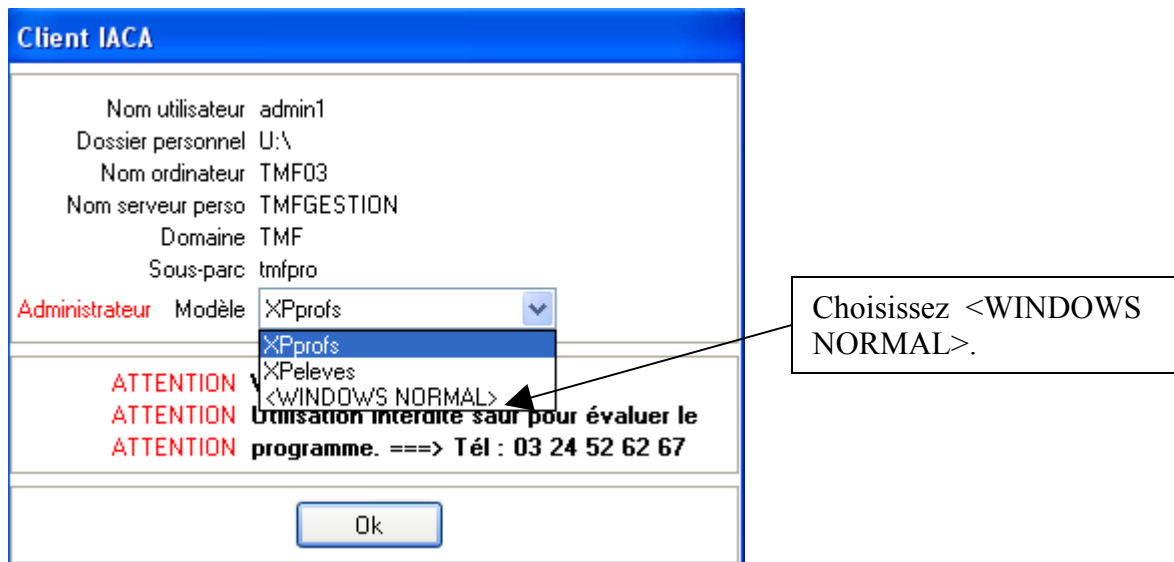 Client IACA
Nom utilisateur admin1
Dossier personnel U:\
Nom ordinateur TMF03
Nom serveur perso TMFGESTION
Domaine TMF
Sous-parc tmfpro
Administrateur Modèle XPprofs
XPprofs
XPeleves
ATTENTION
<WINDOWS NORMAL>
ATTENTION Utilisation interdite sauf pour évaluer le
ATTENTION programme. ===> Tél : 03 24 52 62 67
Ok
Choisissez <WINDOWS
NORMAL>.